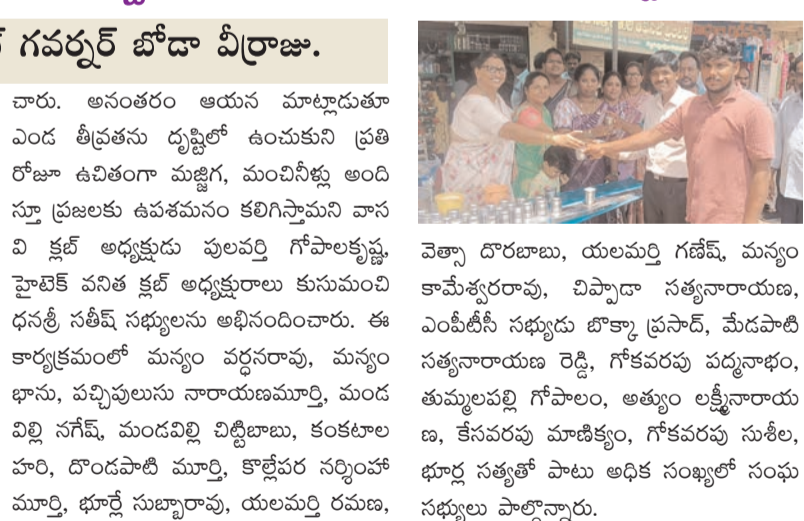 గవర్నర్ బోడా వీర్రాజు.
చారు. అనంతరం ఆయన మాట్లాడుతూ
ఎండ తీవ్రతను దృష్టిలో ఉంచుకుని ప్రతి
రోజూ ఉచితంగా మజ్జిగ, మంచినీళ్లు అంది
స్తూ ప్రజలకు ఉపశమనం కలిగిస్తామని వాస
వి క్లబ్ అధ్యక్షుడు పులవర్తి గోపాలకృష్ణ,
హైటెక్ వనిత క్లబ్ అధ్యక్షురాలు కుసుమంచి
ధనశ్రీ సతీష్ సభ్యులను అభినందించారు. ఈ
కార్యక్రమంలో మన్యం వర్ధనరావు, మన్యం
భాను, పచ్చిపులుసు నారాయణమూర్తి, మండ
విల్లి నగేష్, మండవిల్లి చిట్టిబాబు, కంకటాల
హరి, దొండపాటి మూర్తి, కొల్లేపర నర్శింహా
మూర్తి, భూర్లే సుబ్బారావు, యలమర్తి రమణ,
వెత్సా దొరబాబు, యలమర్తి గణేష్, మన్యం
కామేశ్వరరావు, చిప్పాడా సత్యనారాయణ,
ఎంపీటీసీ సభ్యుడు బొక్కా ప్రసాద్, మేడపాటి
సత్యనారాయణ రెడ్డి, గోకవరపు పద్మనాభం,
తుమ్మలపల్లి గోపాలం, అత్యుం లక్ష్మీనారాయ
ణ, కేసవరపు మాణిక్యం, గోకవరపు సుశీల,
భూర్ల సత్యతో పాటు అధిక సంఖ్యలో సంఘ
సభ్యులు పాల్గొన్నారు.